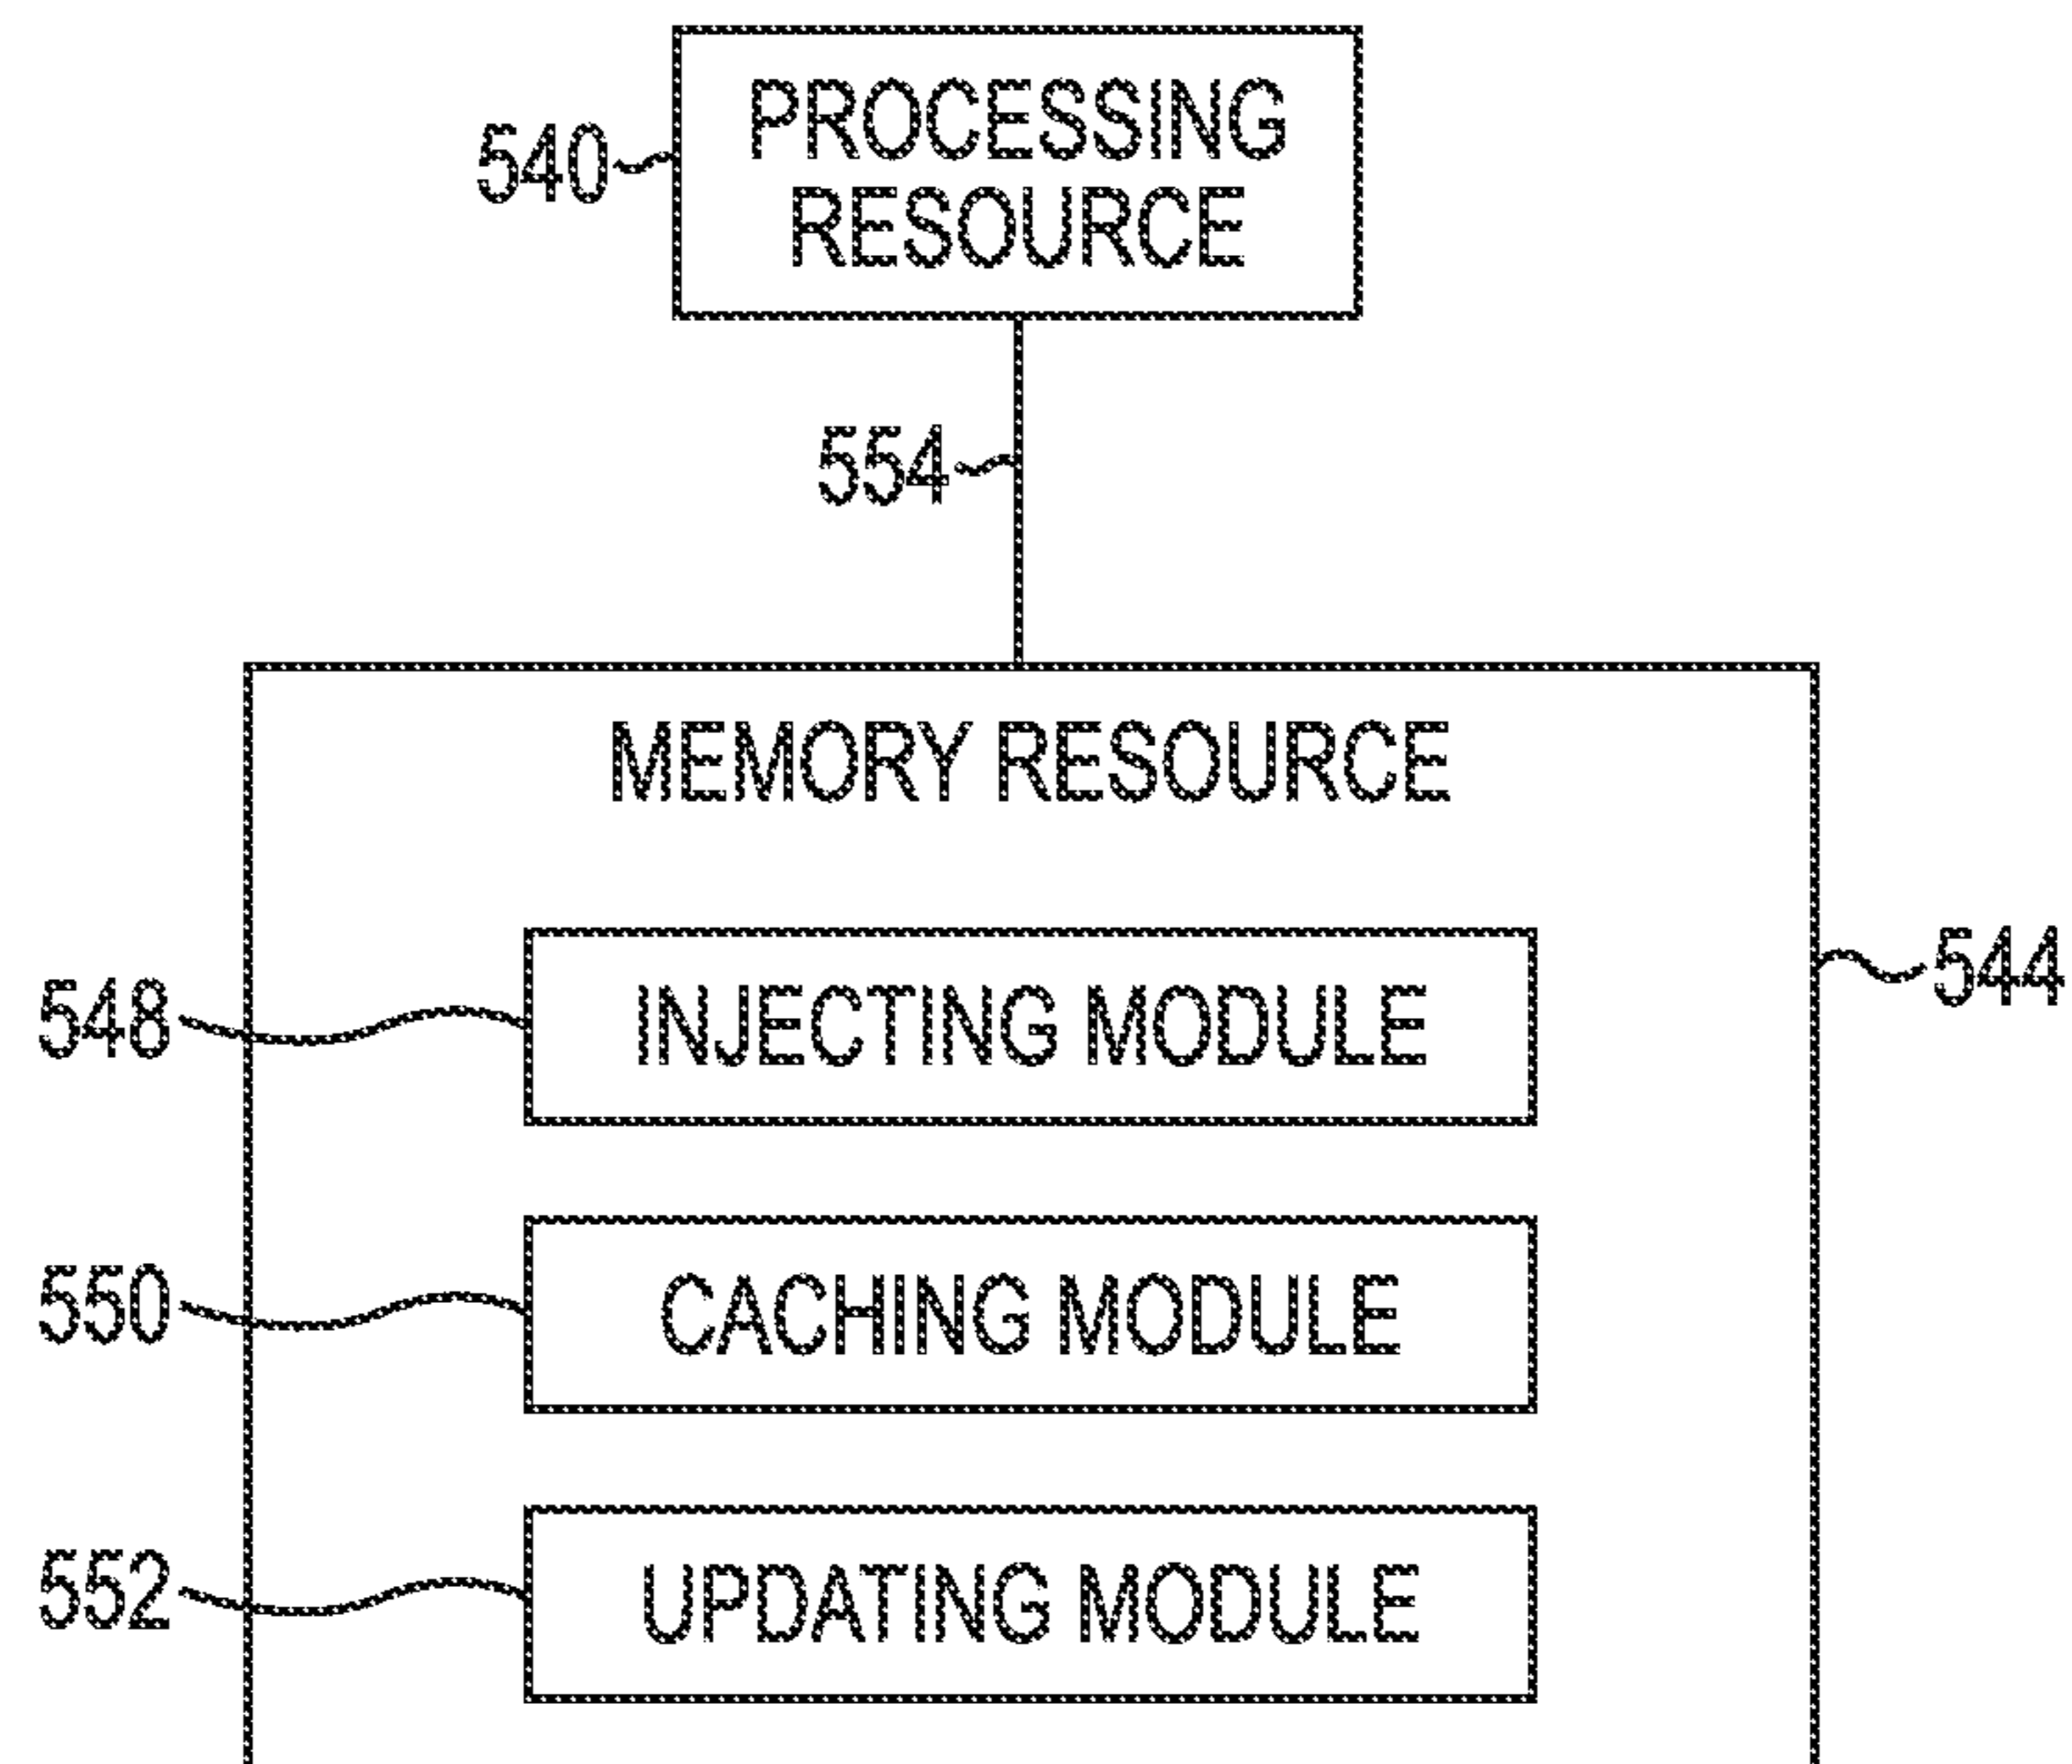 PROCESSING
RESOURCE
540
554
MEMORY RESOURCE
544
INJECTING MODULE
548
CACHING MODULE
550
UPDATING MODULE
552